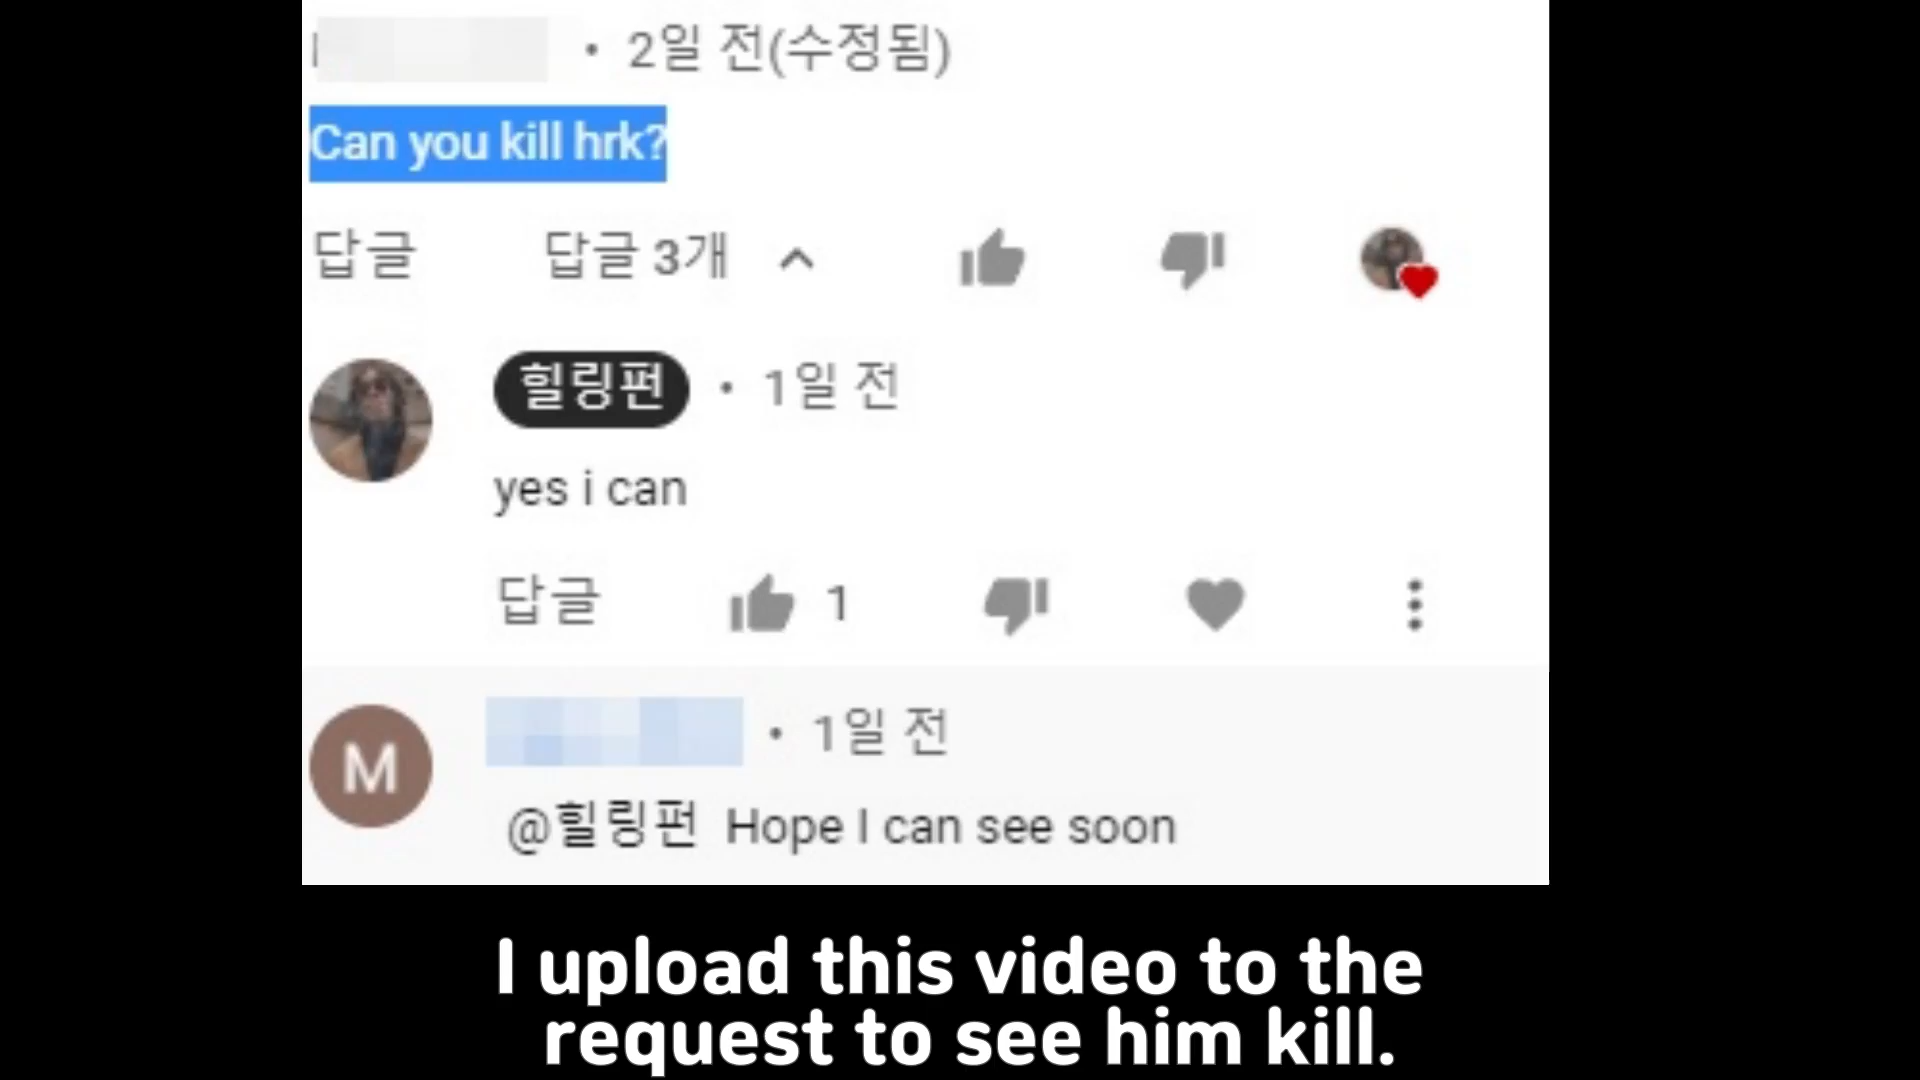 • 2일 전(수정됨)
Can you kill hrk?
답글 답글 3개
힐링펀 • 1일 전
yes i can
답글 1
M • 1일 전
@힐링펀 Hope I can see soon
I upload this video to the
request to see him kill.